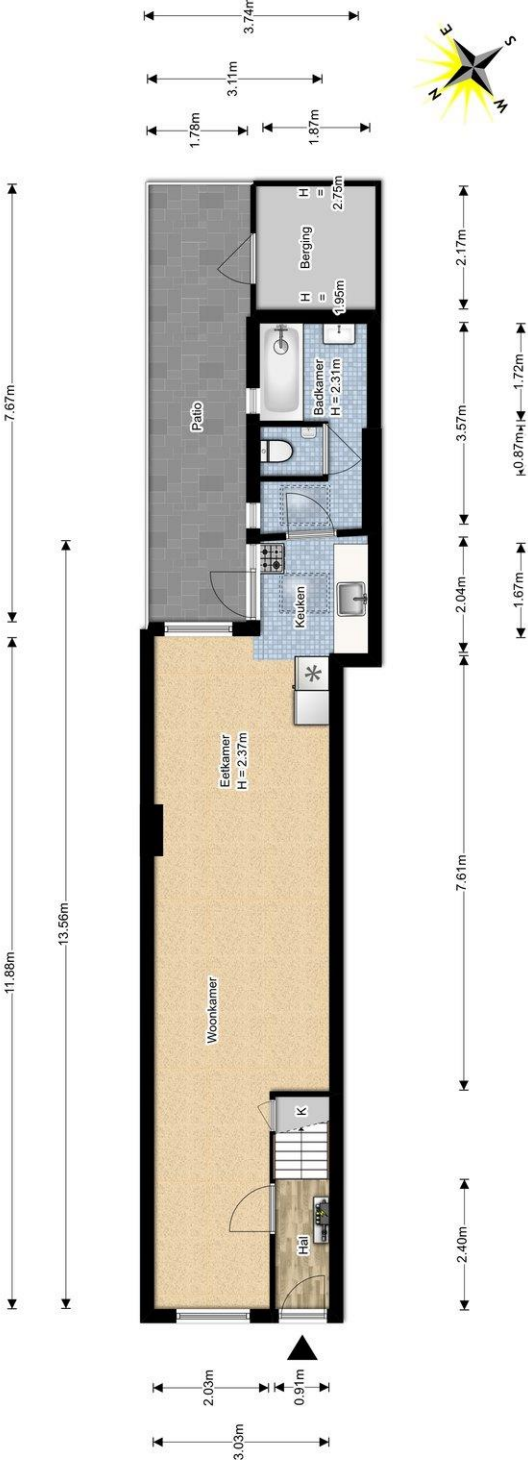 3.74m
3.11m
1.78m
1.87m
N
E
S
W
7.67m
13.56m
11.88m
Patio
Berging
H = 2.75m
H = 1.95m
Badkamer
H = 2.31m
Keuken
Eetkamer
H = 2.37m
Woonkamer
K
Hal
2.17m
3.57m
1.72m
0.87m
2.04m
1.67m
7.61m
2.40m
2.03m
0.91m
3.03m